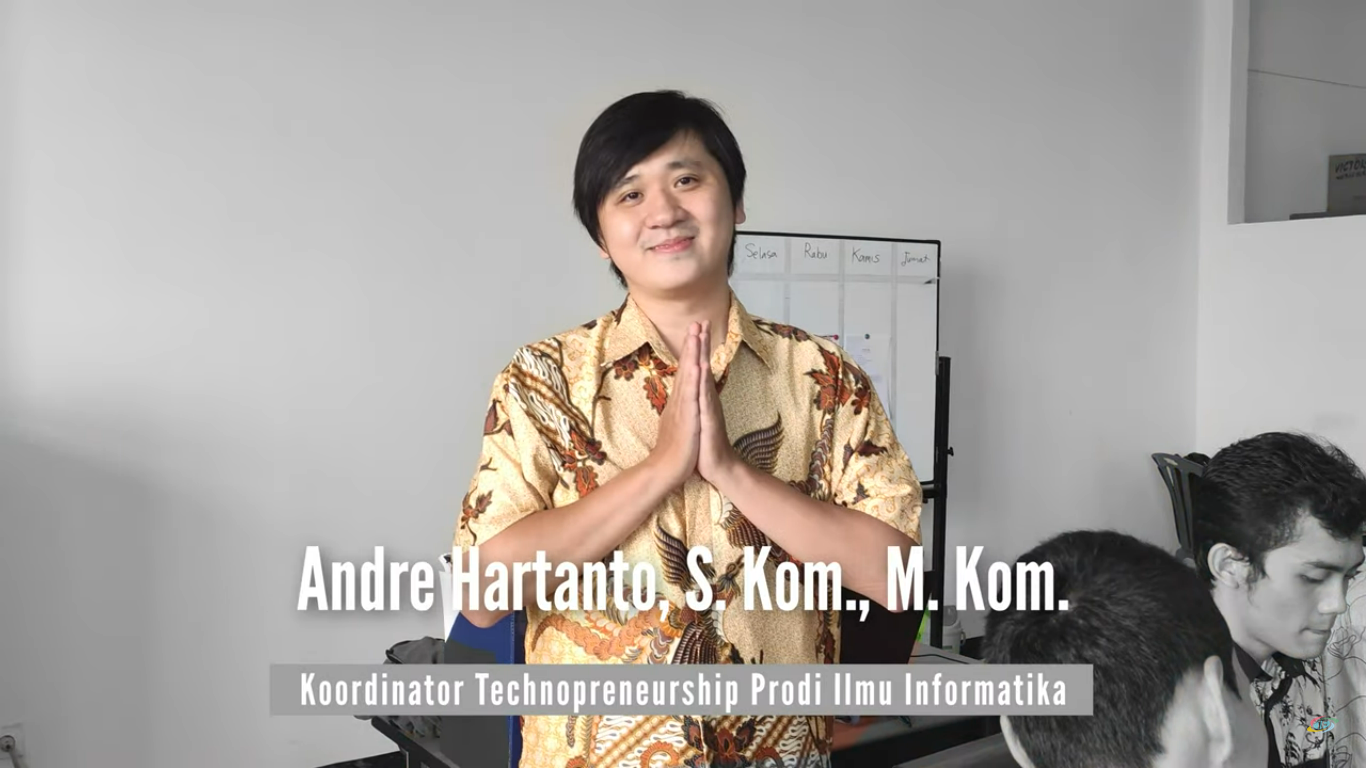 Selasa Rabu Kamis Jumat
Andre Hartanto, S. Kom., M. Kom.
Koordinator Technopreneurship Prodi Ilmu Informatika